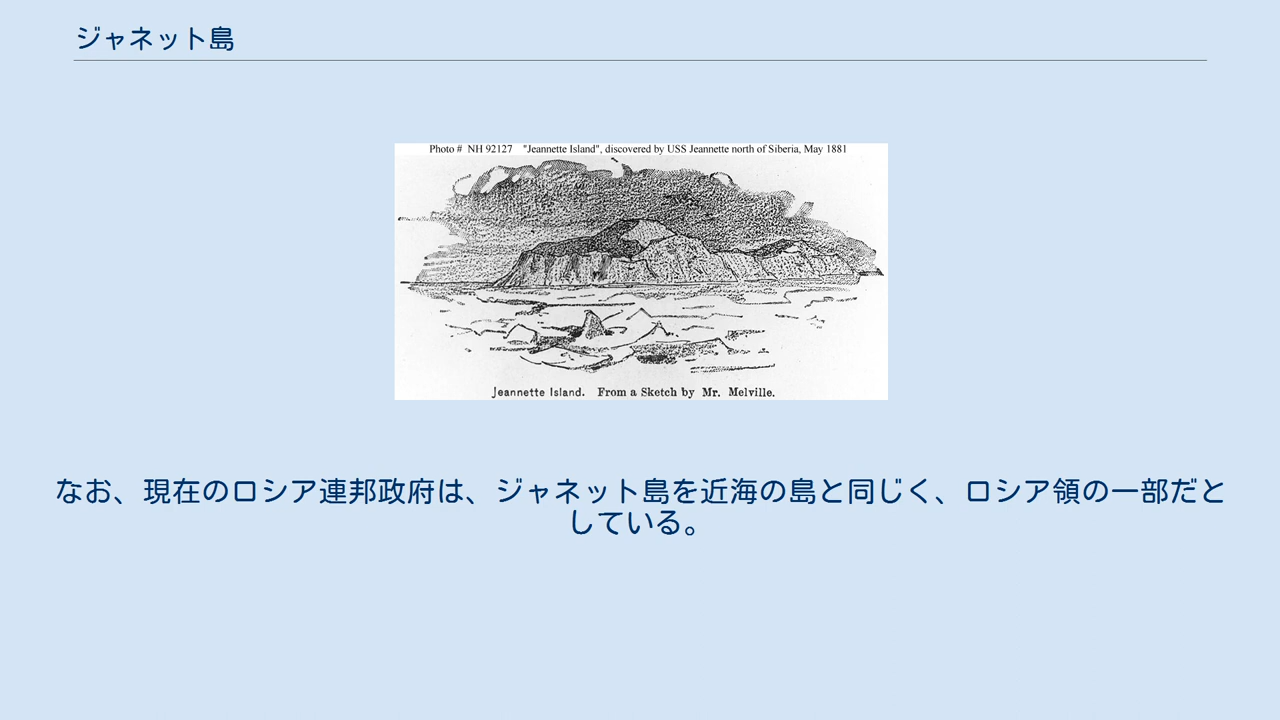 ジャネット島
Photo # NH 92127 "Jeannette Island", discovered by USS Jeannette north of Siberia, May 1881
Jeannette Island. From a Sketch by Mr. Melville.
なお、現在のロシア連邦政府は、ジャネット島を近海の島と同じく、ロシア領の一部だと
している。